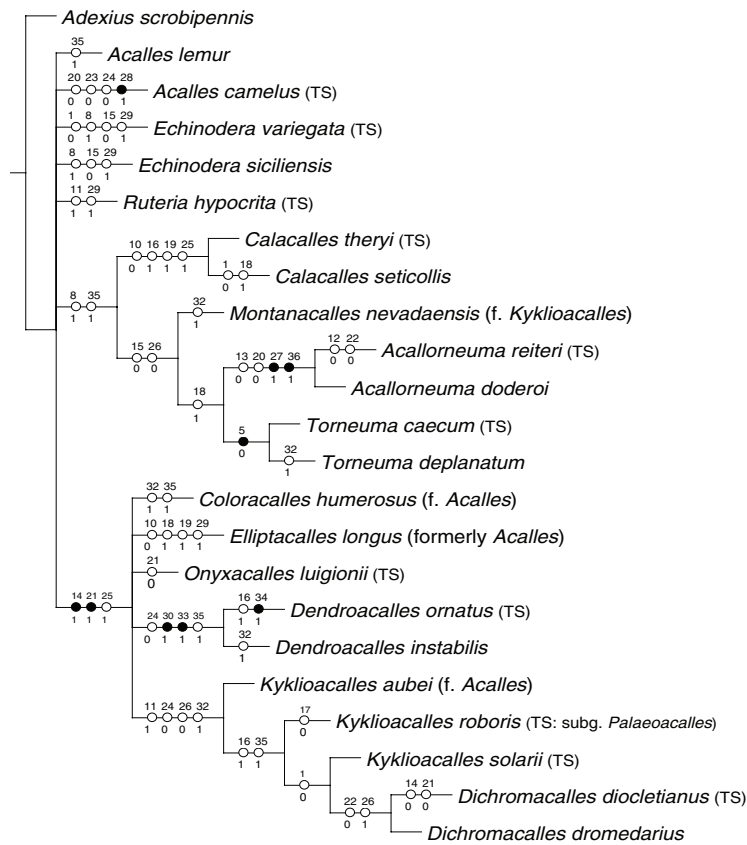 Adexius scrobipennis
35
Acalles lemur
1
20 23 24 28
Acalles camelus (TS)
0 0 0 1
1 8 15 29
Echinodera variegata (TS)
0 1 0 1
8 15 29
Echinodera siciliensis
1 0 1
11 29
Ruteria hypocrita (TS)
1 1
Calacalles theryi (TS)
10 16 19 25
0 1 1 1
1 18
Calacalles seticollis
0 1
8 35
1 1
32
Montanacalles nevadaensis (f. Kyklioacalles)
1
15 26
0 0
12 22
Acallorneuma reiteri (TS)
0 0
13 20 27 36
0 0 1 1
Acallorneuma doderoi
18
1
Torneuma caecum (TS)
5
0
32
Torneuma deplanatum
1
32 35
Coloracalles humerosus (f. Acalles)
1 1
10 18 19 29
Elliptacalles longus (formerly Acalles)
0 1 1 1
21
Onyxacalles luigionii (TS)
0
14 21 25
1 1 1
16 34
Dendroacalles ornatus (TS)
1 1
24 30 33 35
0 1 1 1
32
Dendroacalles instabilis
1
Kyklioacalles aubei (f. Acalles)
11 24 26 32
1 0 0 1
17
Kyklioacalles roboris (TS: subg. Palaeoacalles)
0
16 35
1 1
Kyklioacalles solarii (TS)
1
0
14 21
Dichromacalles diocletianus (TS)
0 0
22 26
0 1
Dichromacalles dromedarius